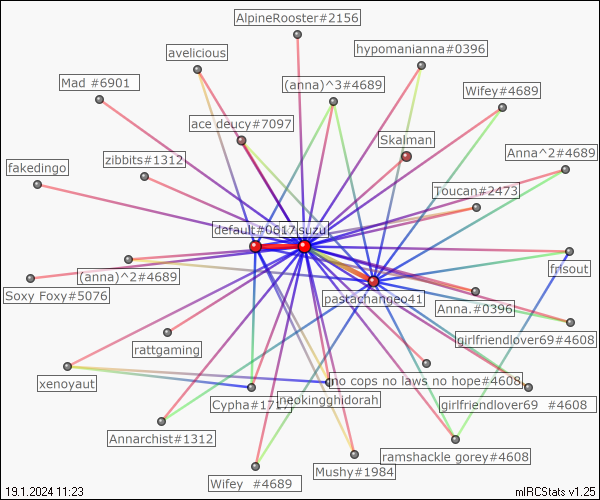 AlpineRooster#2156
avelicious
hypomanianna#0396
Mad #6901
(anna)^3#4689
Wifey#4689
ace deucy#7097
Skalman
Anna^2#4689
zibbits#1312
fakedingo
Toucan#2473
default#0617
suzu
frisout
(anna)^2#4689
Soxy Foxy#5076
pastachangeo41
Anna.#0396
girlfriendlover69#4608
rattgaming
xenoyaut
no cops no laws no hope#4608
neokingghidorah
girlfriendlover69 #4608
Annarchist#1312
ramshackle gorey#4608
Mushy#1984
Wifey #4689
19.1.2024 11:23
mIRCStats v1.25